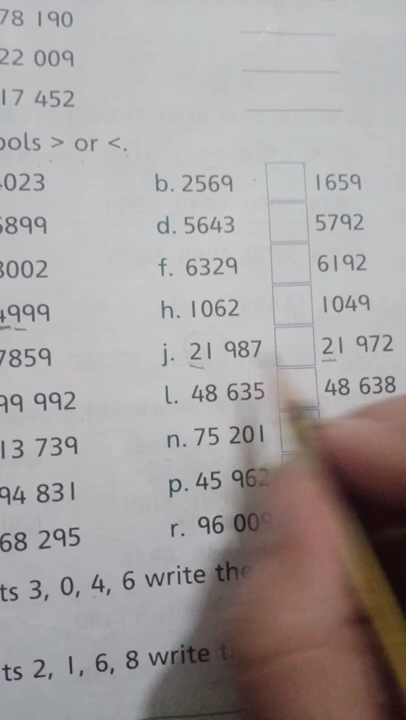 78 190
22 009
17 452
> or <.
023 b. 2569 1659
5899 d. 5643 5792
3002 f. 6329 6192
4999 h. 1062 1049
7859 j. 21 987 21 972
99 992 l. 48 635 48 638
13 739 n. 75 201
94 831 p. 45 962
68 295 r. 96 009
ts 3, 0, 4, 6 write the
ts 2, 1, 6, 8 write